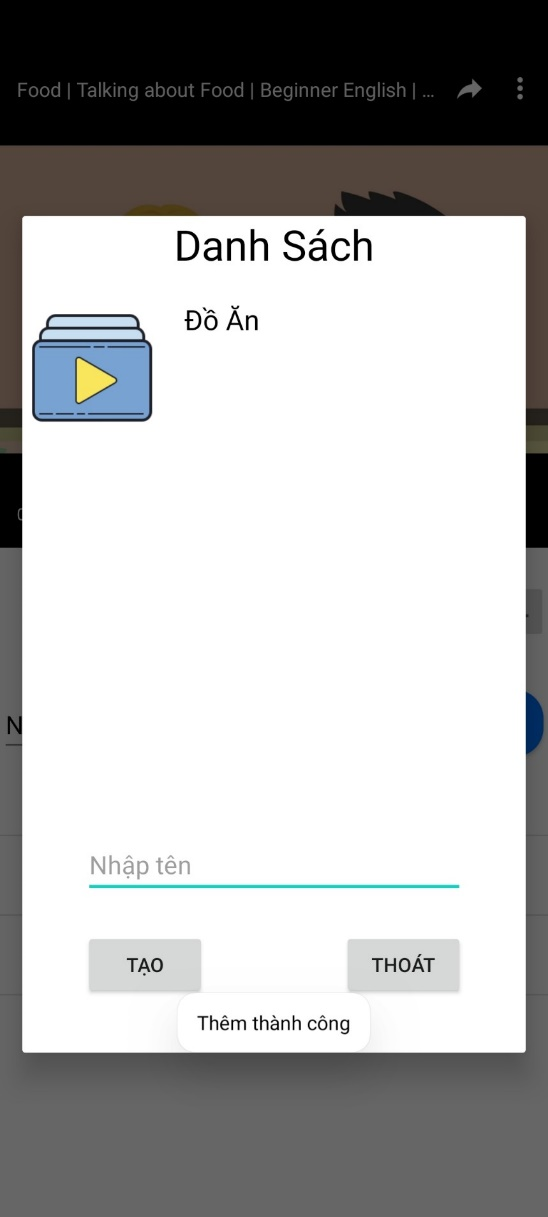 Food | Talking about Food | Beginner English | ...
Danh Sách
Đồ Ăn
N
Nhập tên
TẠO
THOÁT
Thêm thành công